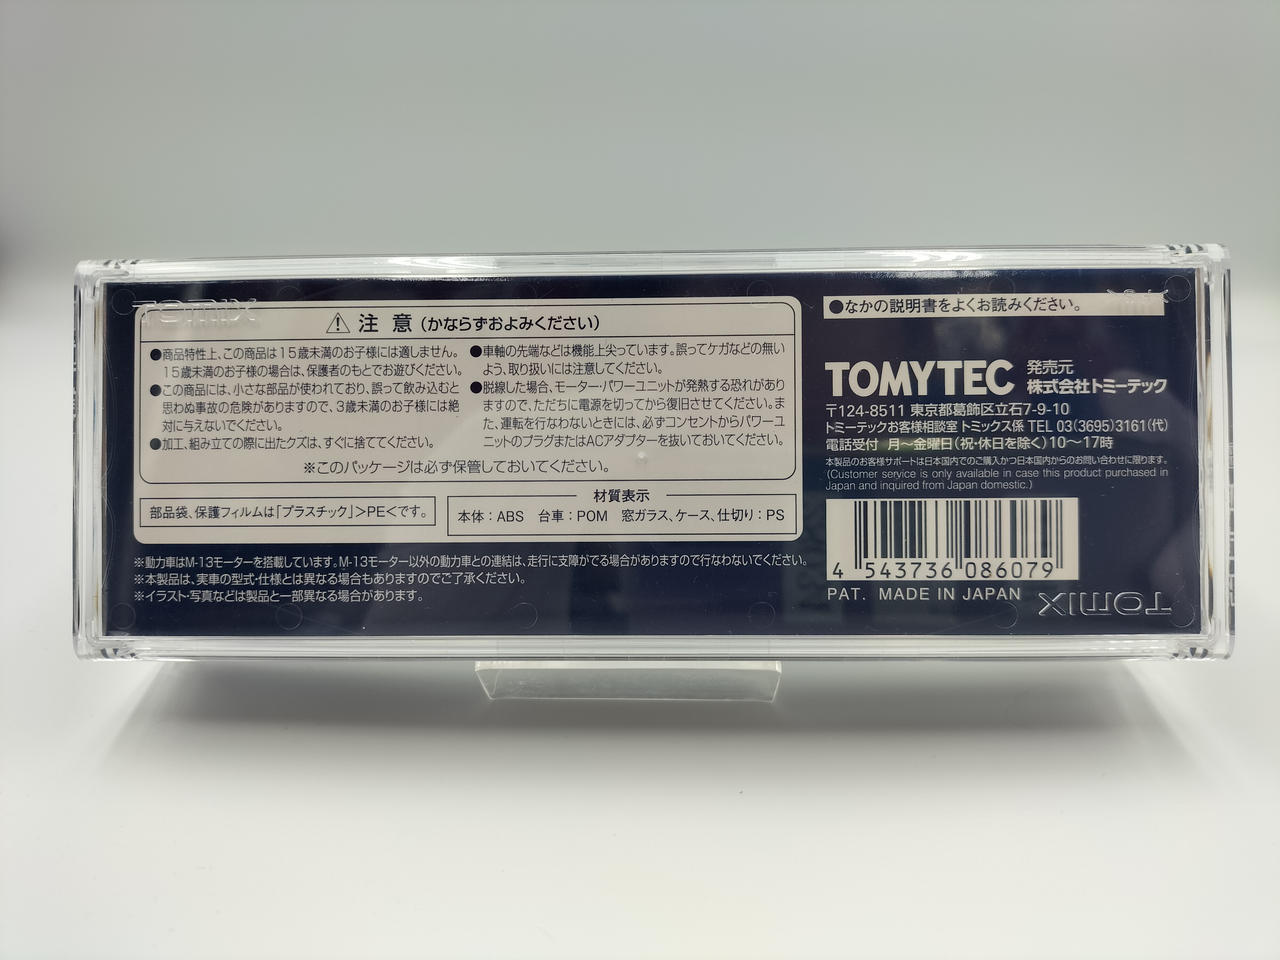 TOMIX
⚠ 注意(かならずおよみください)
●商品特性上、この商品は15歳未満のお子様には適しません。
15歳未満のお子様の場合は、保護者のもとでお遊びください。
●この商品には、小さな部品が使われており、誤って飲み込むと
思わぬ事故の危険がありますので、3歳未満のお子様には絶
対に与えないでください。
●加工、組み立ての際に出たクズは、すぐに捨ててください。
●車軸の先端などは機能上尖っています。誤ってケガなどの無い
よう、取り扱いには注意してください。
●脱線した場合、モーター・パワーユニットが発熱する恐れがあり
ますので、ただちに電源を切ってから復旧させてください。ま
た、運転を行なわないときには、必ずコンセントからパワーユ
ニットのプラグまたはACアダプターを抜いておいてください。
※このパッケージは必ず保管しておいてください。
部品袋、保護フィルムは「プラスチック」>PE<です。
材質表示
本体:ABS 台車:POM 窓ガラス、ケース、仕切り:PS
※動力車はM-13モーターを搭載しています。M-13モーター以外の動力車との連結は、走行に支障がでる場合がありますので行なわないでください。
※本製品は、実車の型式・仕様とは異なる場合もありますのでご了承ください。
※イラスト・写真などは製品と一部異なる場合があります。
●なかの説明書をよくお読みください。
TOMYTEC 発売元
株式会社トミーテック
〒124-8511 東京都葛飾区立石7-9-10
トミーテックお客様相談室 トミックス係 TEL 03(3695)3161(代)
電話受付 月〜金曜日(祝・休日を除く)10〜17時
本製品のお客様サポートは日本国内でのご購入かつ日本国内からのお問い合わせに限ります。
(Customer service is only available in case this product purchased in
Japan and inquired from Japan domestic.)
4 543736 086079
PAT. MADE IN JAPAN
TOMIX